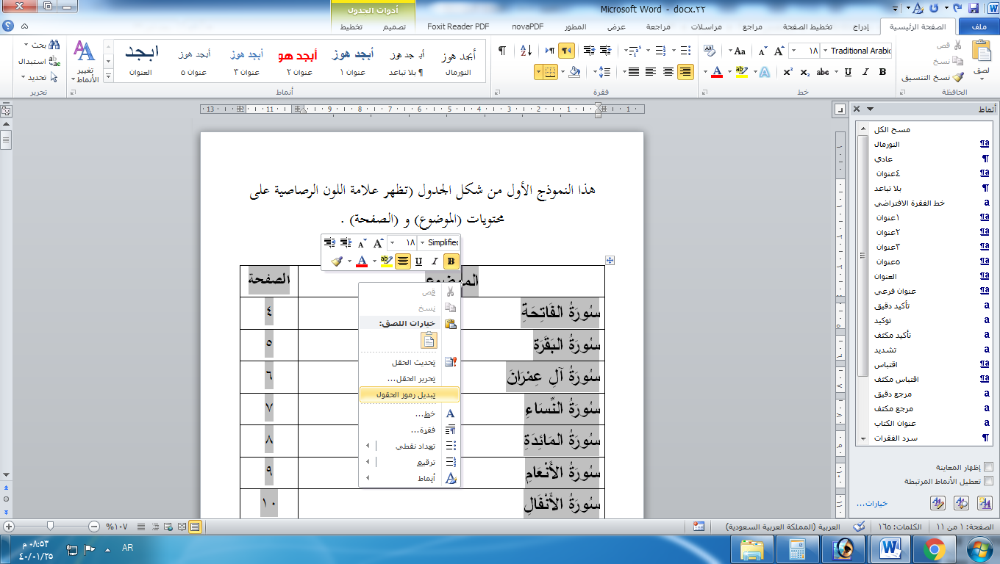 أدوات الجدول
Microsoft Word - docx.٢٢
ملف
الصفحة الرئيسية
إدراج
تخطيط الصفحة
مراجع
مراسلات
مراجعة
عرض
المطور
novaPDF
Foxit Reader PDF
تصميم
تخطيط
لصق
قص
نسخ
نسخ التنسيق
الحافظة
Traditional Arabic
١٨
خط
فقرة
أبجد هوز
النورمال
أبجد هوز
¶ بلا تباعد
أبجد هوز
عنوان ١
أبجد هوز
عنوان ٢
أبجد هوز
عنوان ٣
أبجد هوز
عنوان ٥
ابجد
العنوان
أنماط
تغيير الأنماط
بحث
استبدال
تحديد
تحرير
أنماط
مسح الكل
النورمال
عادي
٤عنوان
بلا تباعد
خط الفقرة الافتراضي
١عنوان
٢عنوان
٣عنوان
٥عنوان
العنوان
عنوان فرعي
تأكيد دقيق
توكيد
تأكيد مكثف
تشديد
اقتباس
اقتباس مكثف
مرجع دقيق
مرجع مكثف
عنوان الكتاب
سرد الفقرات
إظهار المعاينة
تعطيل الأنماط المرتبطة
خيارات...
هذا النموذج الأول من شكل الجدول (تظهر علامة اللون الرصاصية على
محتويات (الموضوع) و (الصفحة) .
Simplified
١٨
الموضوع
الصفحة
سُورَةُ الفَاتِحَةِ
٤
سُورَةُ البَقَرَة
٥
سُورَةُ آلِ عِمْرَانَ
٦
سُورَةُ النِّسَاءِ
٧
سُورَةُ المَائِدَةِ
٨
سُورَةُ الأَنْعَامِ
٩
سُورَةُ الأَنْفَالِ
١٠
قص
نسخ
خيارات اللصق:
تحديث الحقل
تحرير الحقل...
تبديل رموز الحقول
خط...
فقرة...
تعداد نقطي
ترقيم
أنماط
الصفحة: ١ من ١١
الكلمات: ١٦٥
العربية (المملكة العربية السعودية)
١٠٧%
AR
٠٨:٥٣ م
٤٠/٠١/٢٥